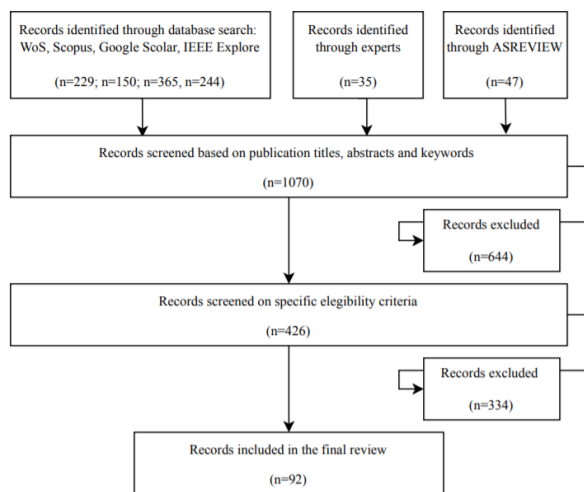 Records identified through database search:
WoS, Scopus, Google Scolar, IEEE Explore
(n=229; n=150; n=365, n=244)
Records identified
through experts
(n=35)
Records identified
through ASREVIEW
(n=47)
Records screened based on publication titles, abstracts and keywords
(n=1070)
Records excluded
(n=644)
Records screened on specific elegibility criteria
(n=426)
Records excluded
(n=334)
Records included in the final review
(n=92)